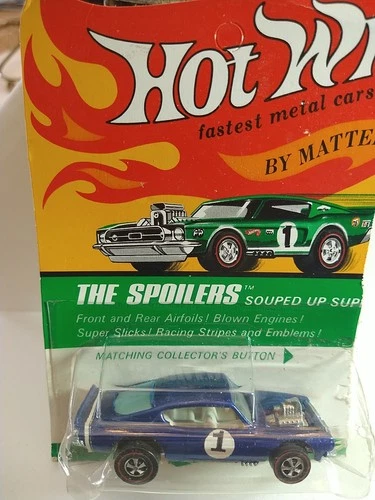 HOT WH
fastest metal cars
BY MATTE
1
THE SPOILERS™ SOUPED UP SUP
Front and Rear Airfoils! Blown Engines!
Super Slicks! Racing Stripes and Emblems!
MATCHING COLLECTOR'S BUTTON
1